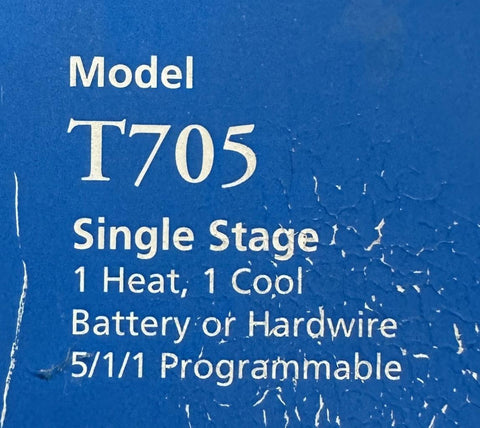 Model
T705
Single Stage
1 Heat, 1 Cool
Battery or Hardwire
5/1/1 Programmable